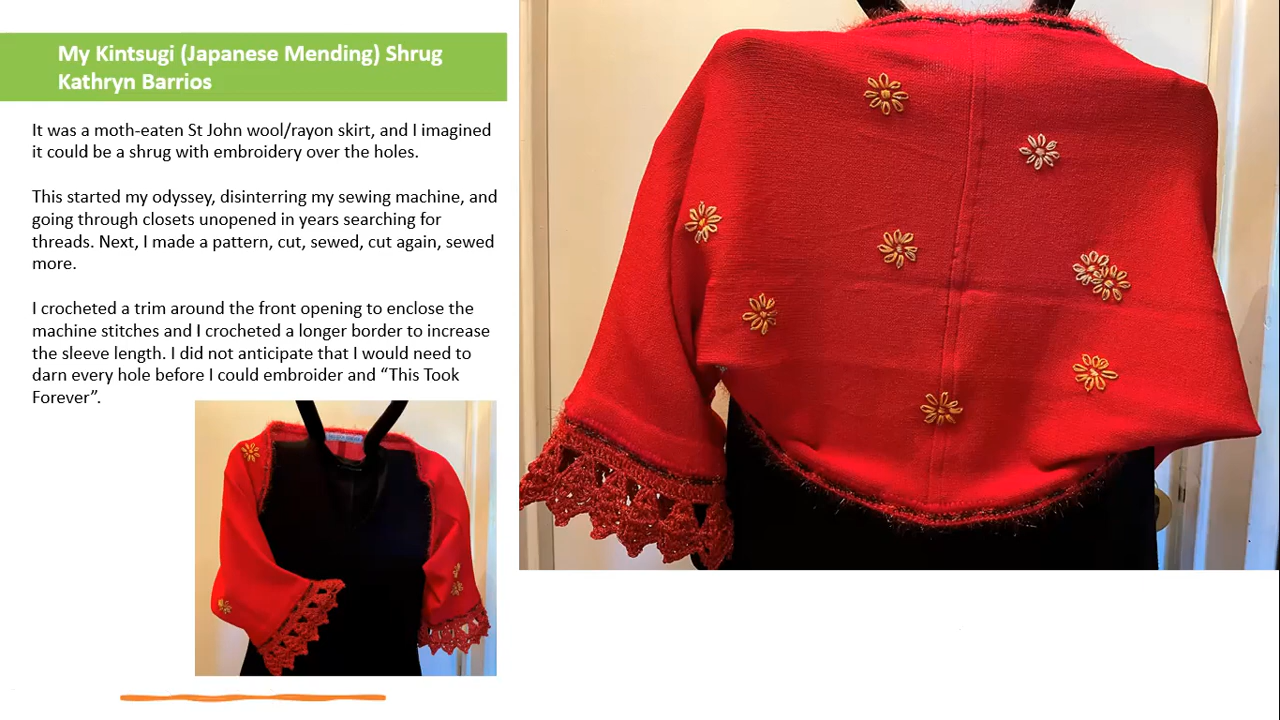 My Kintsugi (Japanese Mending) Shrug
Kathryn Barrios
It was a moth-eaten St John wool/rayon skirt, and I imagined
it could be a shrug with embroidery over the holes.
This started my odyssey, disinterring my sewing machine, and
going through closets unopened in years searching for
threads. Next, I made a pattern, cut, sewed, cut again, sewed
more.
I crocheted a trim around the front opening to enclose the
machine stitches and I crocheted a longer border to increase
the sleeve length. I did not anticipate that I would need to
darn every hole before I could embroider and “This Took
Forever”.